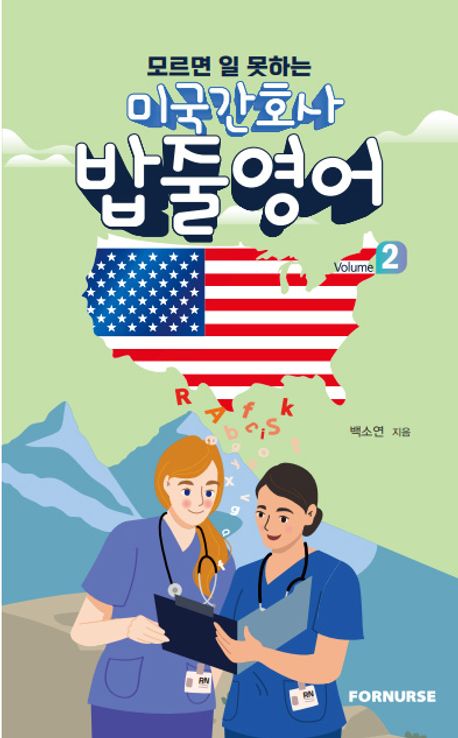 모르면 일 못하는
미국간호사
밥줄영어
Volume 2
R A f c i S k
백소연 지음
RN
RN
FORNURSE